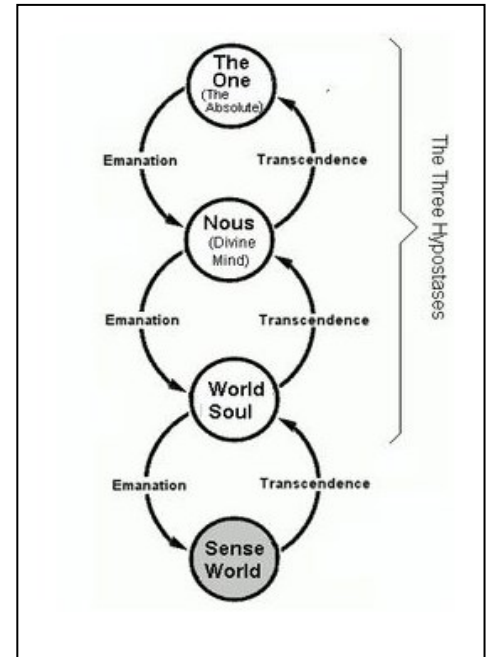 The
One
(The
Absolute)
Emanation
Transcendence
Nous
(Divine
Mind)
Emanation
Transcendence
World
Soul
Emanation
Transcendence
Sense
World
The Three Hypostases